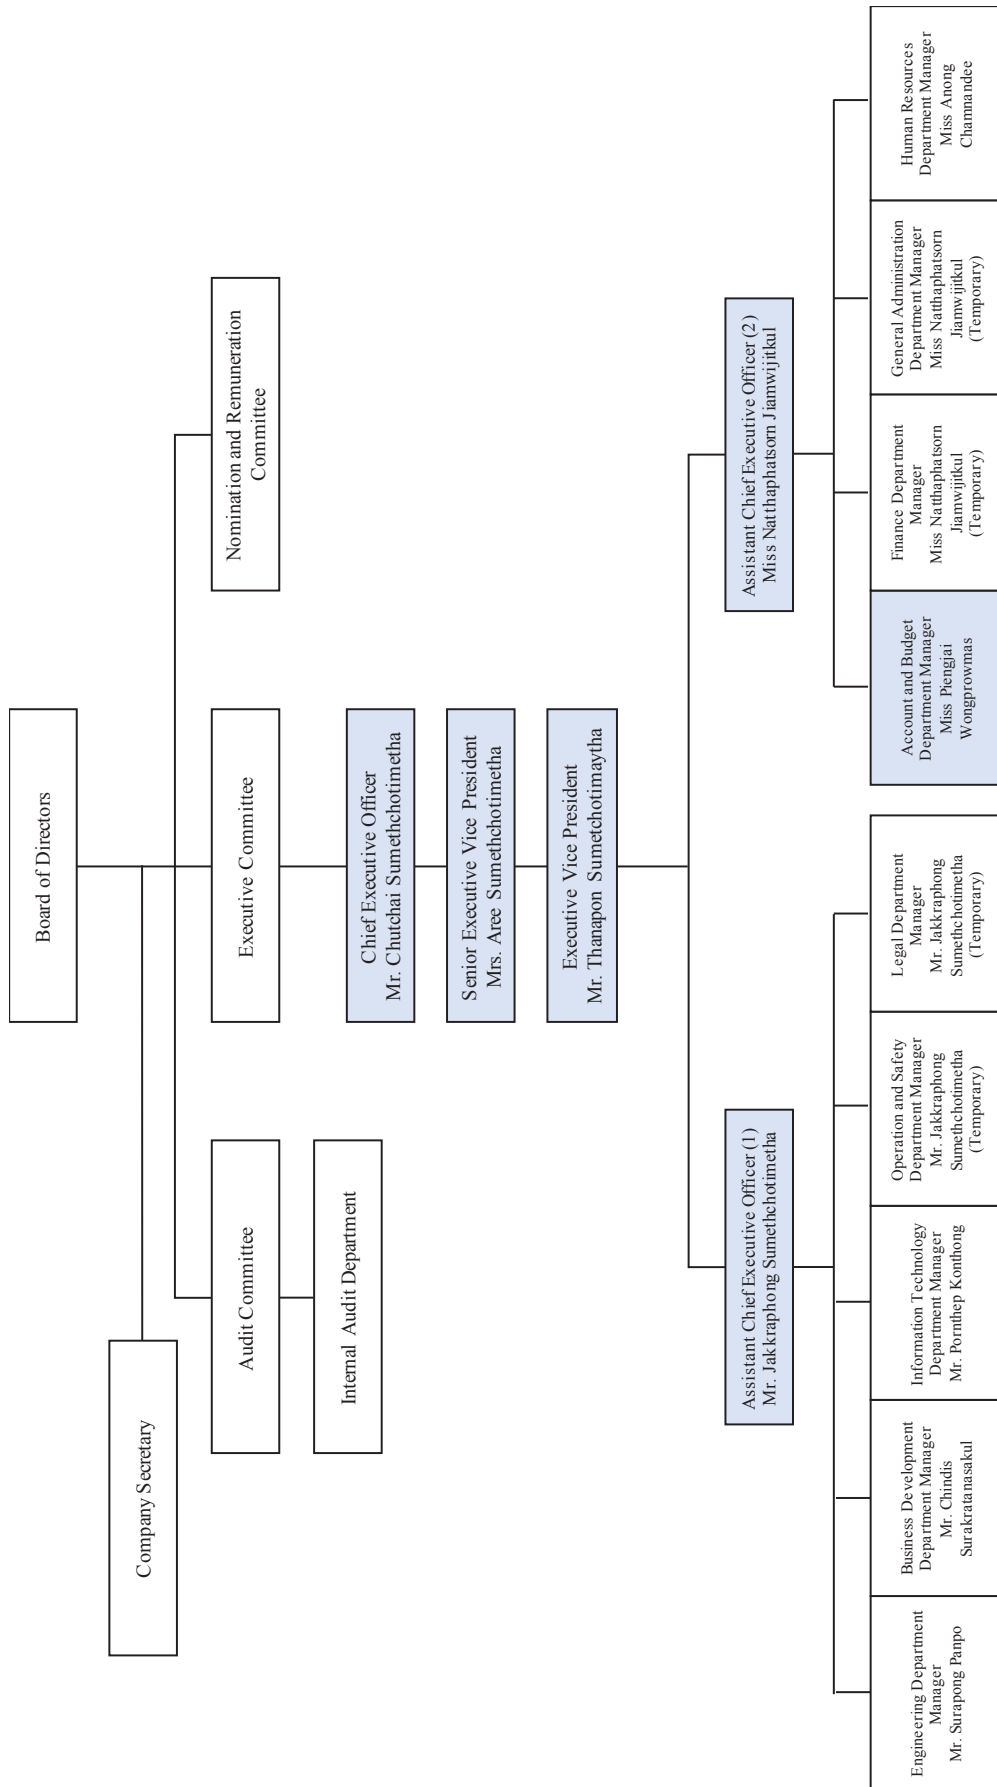 Board of Directors
Company Secretary
Audit Committee
Executive Committee
Nomination and Remuneration
Committee
Internal Audit Department
Chief Executive Officer
Mr. Chutchai Sumethchotimetha
Senior Executive Vice President
Mrs. Aree Sumethchotimetha
Executive Vice President
Mr. Thanapon Sumetchotimaytha
Assistant Chief Executive Officer (1)
Mr. Jakkraphong Sumethchotimetha
Assistant Chief Executive Officer (2)
Miss Natthaphatsorn Jiamwijitkul
Engineering Department
Manager
Mr. Surapong Panpo
Business Development
Department Manager
Mr. Chindis
Surakratanasakul
Information Technology
Department Manager
Mr. Pornthep Konthong
Operation and Safety
Department Manager
Mr. Jakkraphong
Sumethchotimetha
(Temporary)
Legal Department
Manager
Mr. Jakkraphong
Sumethchotimetha
(Temporary)
Account and Budget
Department Manager
Miss Piengjai
Wongprowmas
Finance Department
Manager
Miss Natthaphatsorn
Jiamwijitkul
(Temporary)
General Administration
Department Manager
Miss Natthaphatsorn
Jiamwijitkul
(Temporary)
Human Resources
Department Manager
Miss Anong
Chamnandee